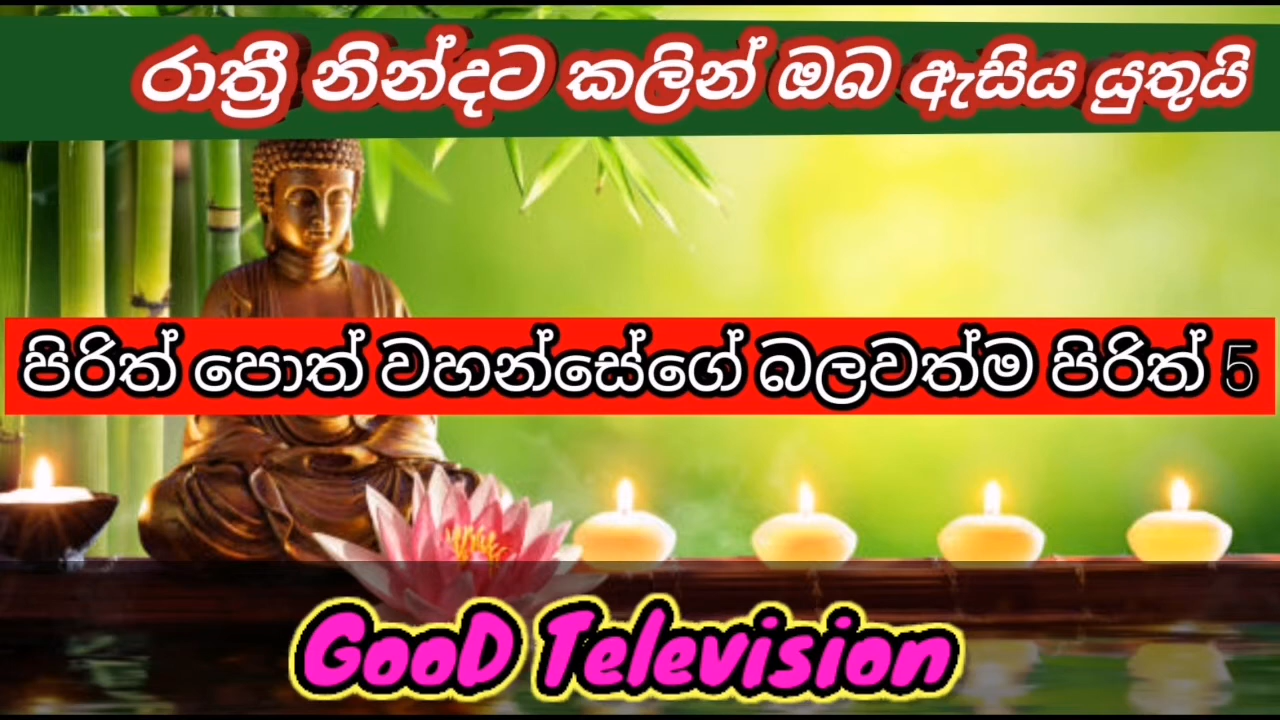 රාත්‍රී නින්දට කලින් ඔබ ඇසිය යුතුයි
පිරිත් පොත් වහන්සේගේ බලවත්ම පිරිත් 5
GooD Television